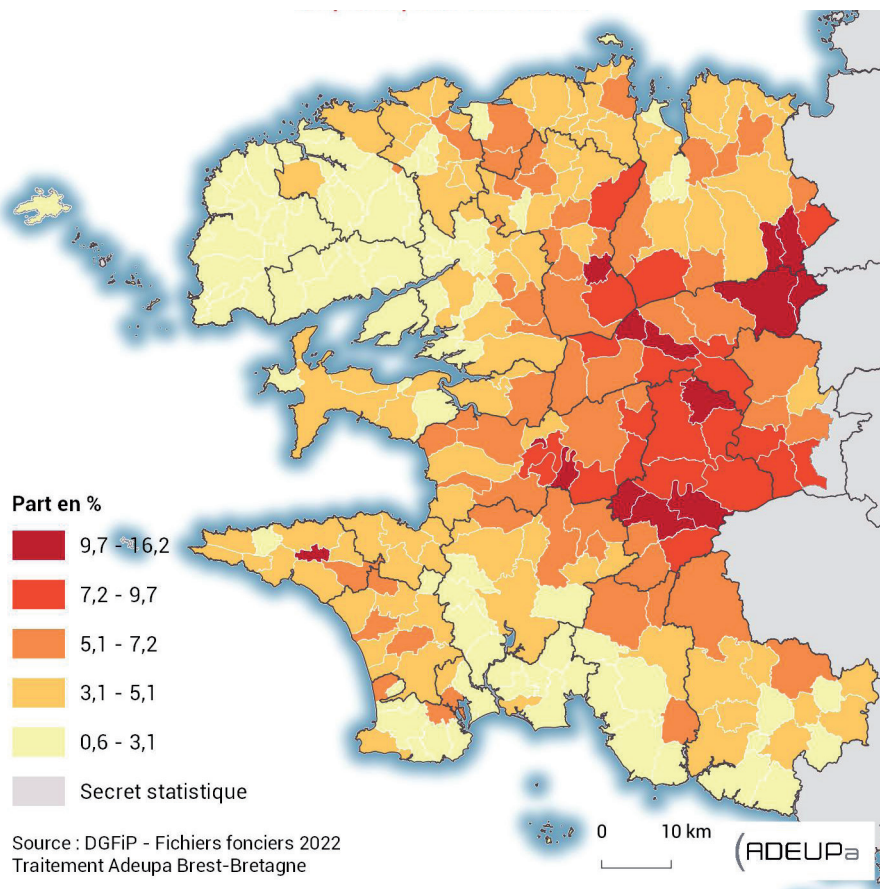 Part en %
9,7 - 16,2
7,2 - 9,7
5,1 - 7,2
3,1 - 5,1
0,6 - 3,1
Secret statistique
Source : DGFiP - Fichiers fonciers 2022
Traitement Adeupa Brest-Bretagne
0 10 km
ADEUPa